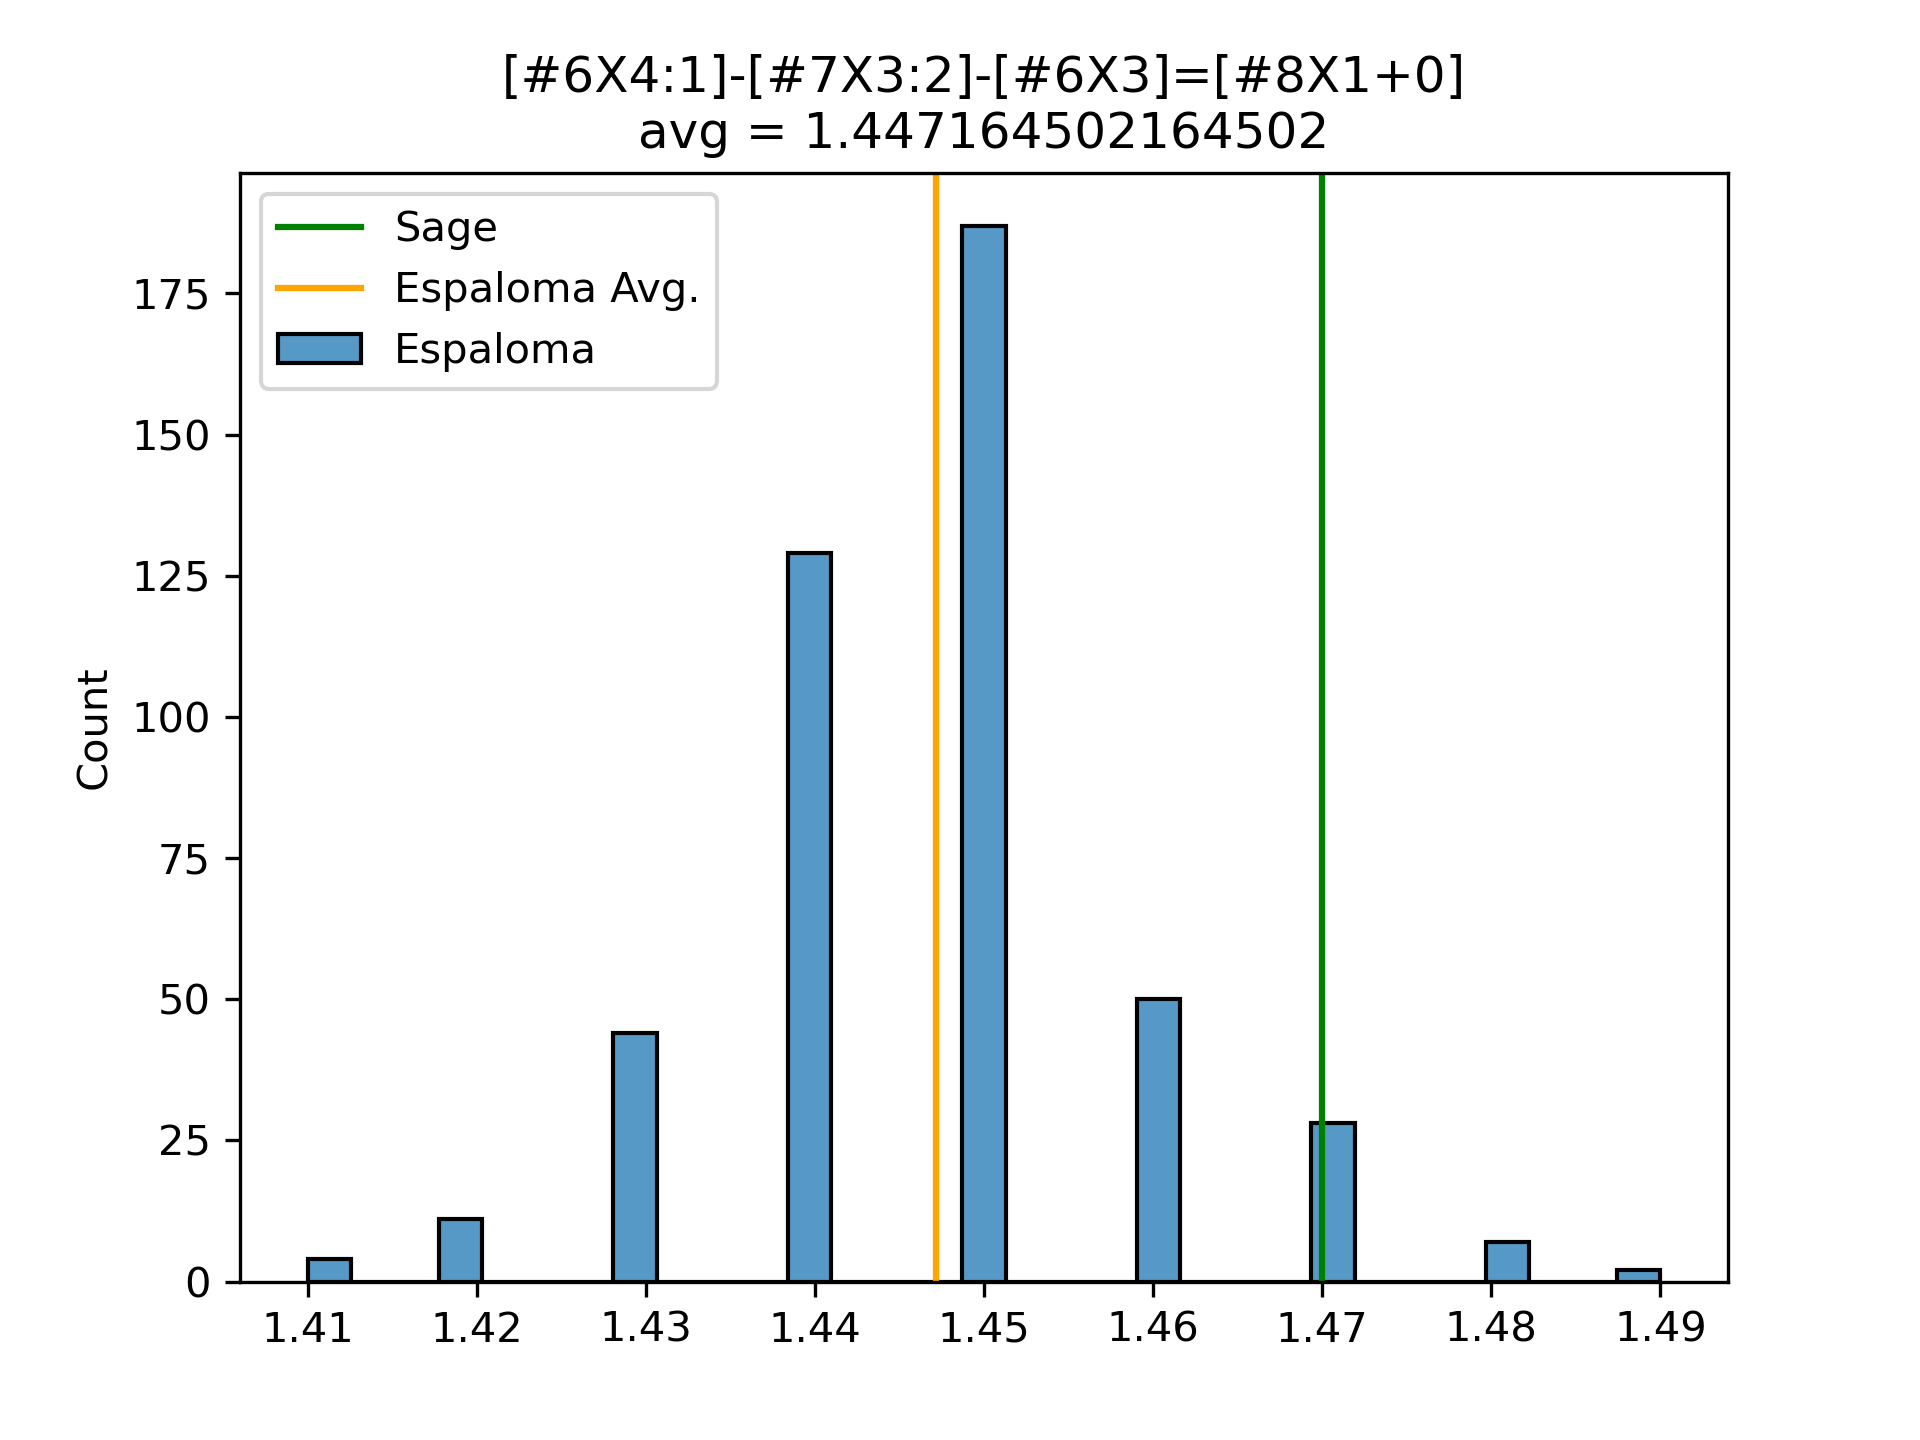 [#6X4:1]-[#7X3:2]-[#6X3]=[#8X1+0]
avg = 1.447164502164502
Sage
Espaloma Avg.
Espaloma
175
150
125
100
75
50
25
0
Count
1.41 1.42 1.43 1.44 1.45 1.46 1.47 1.48 1.49